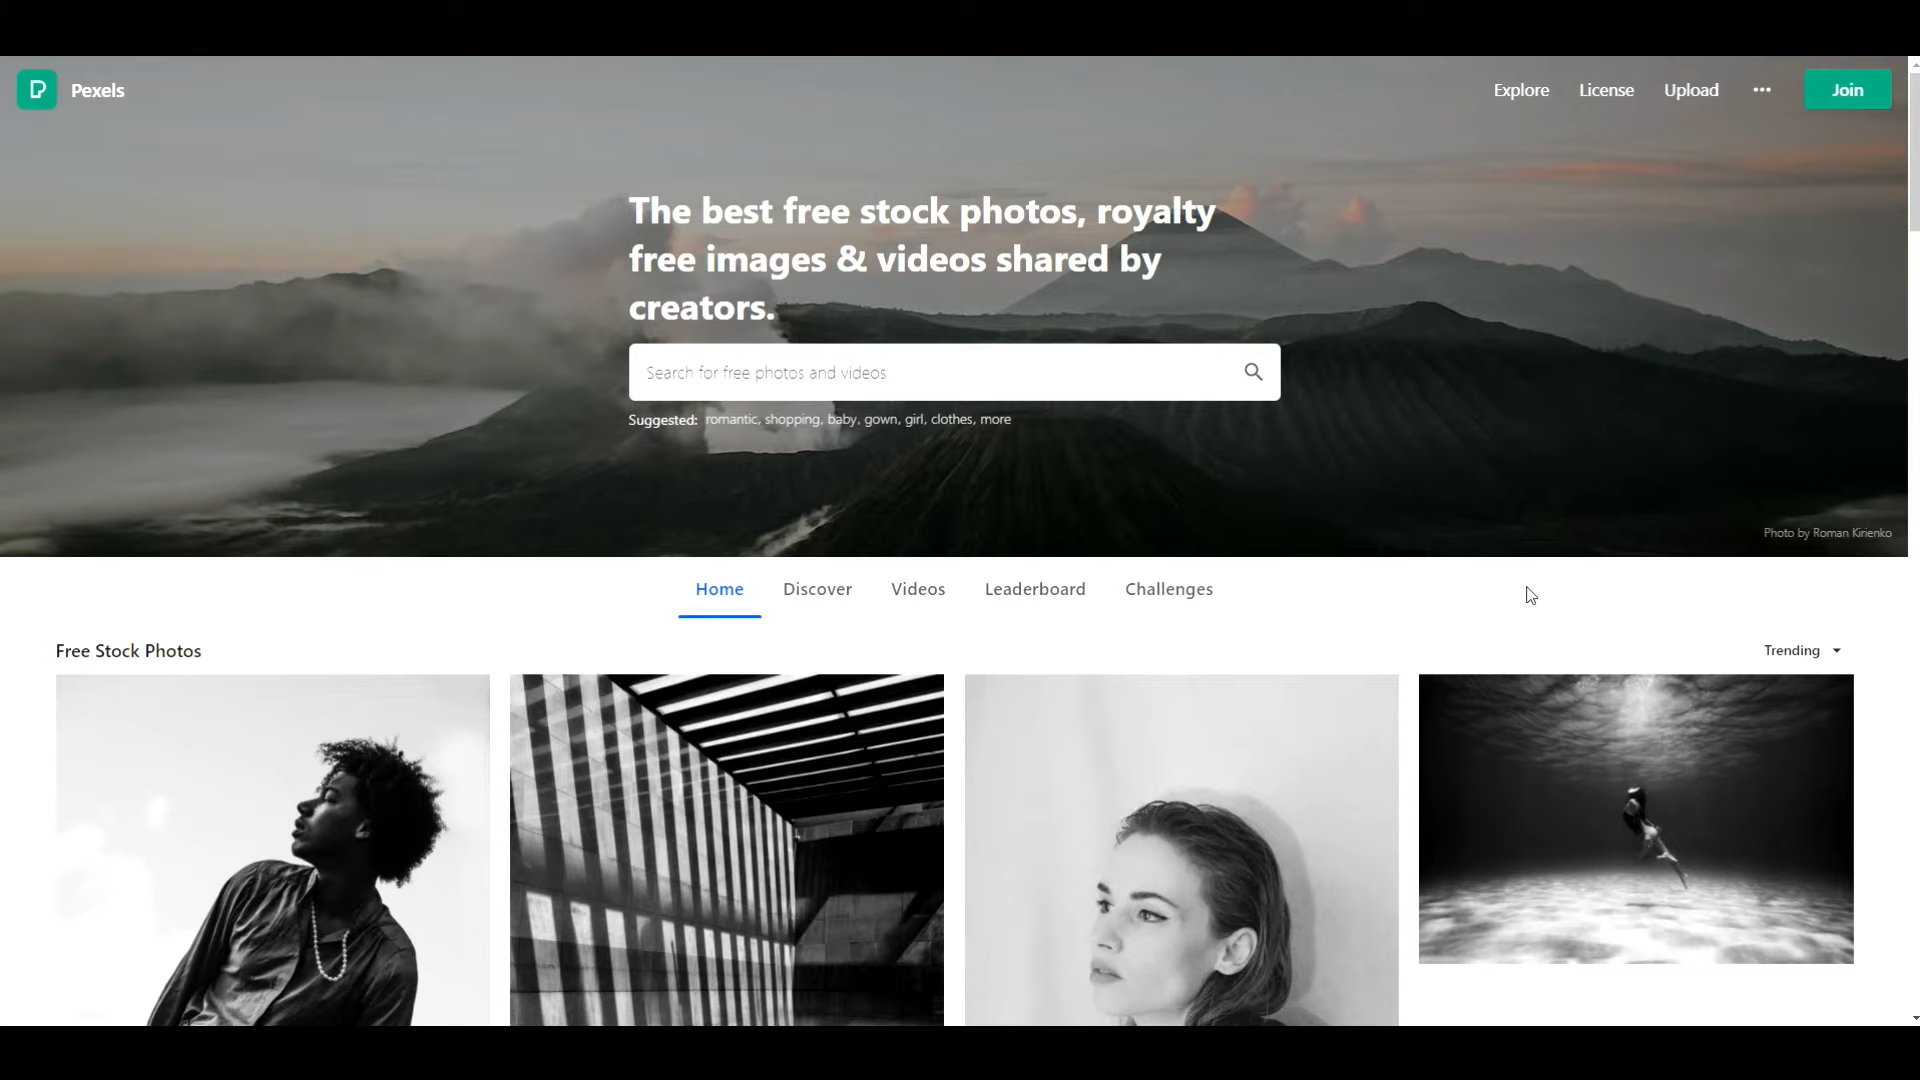 Pexels
Explore
License
Upload
Join
The best free stock photos, royalty
free images & videos shared by
creators.
Search for free photos and videos
Suggested: romantic, shopping, baby, gown, girl, clothes, more
Photo by Roman Kirienko
Home
Discover
Videos
Leaderboard
Challenges
Free Stock Photos
Trending